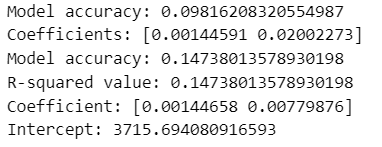 Model accuracy: 0.09816208320554987
Coefficients: [0.00144591 0.02002273]
Model accuracy: 0.14738013578930198
R-squared value: 0.14738013578930198
Coefficient: [0.00144658 0.00779876]
Intercept: 3715.694080916593